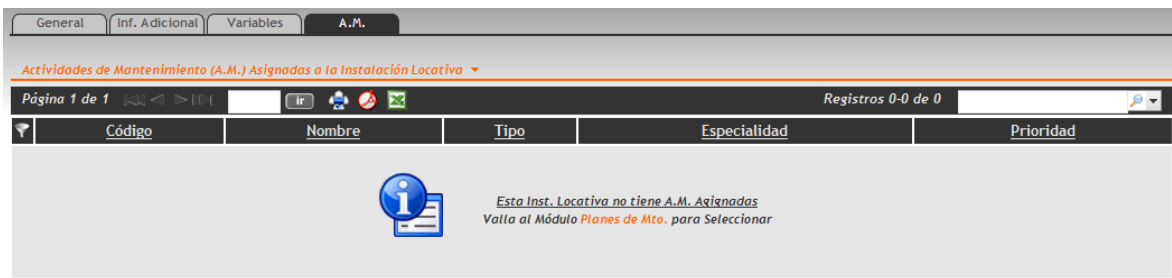 General Inf. Adicional Variables A.M.
Actividades de Mantenimiento (A.M.) Asignadas a la Instalación Locativa
Página 1 de 1 ir Registros 0-0 de 0
Código Nombre Tipo Especialidad Prioridad
Esta Inst. Locativa no tiene A.M. Agignadas
Valla al Módulo Planes de Mto. para Seleccionar